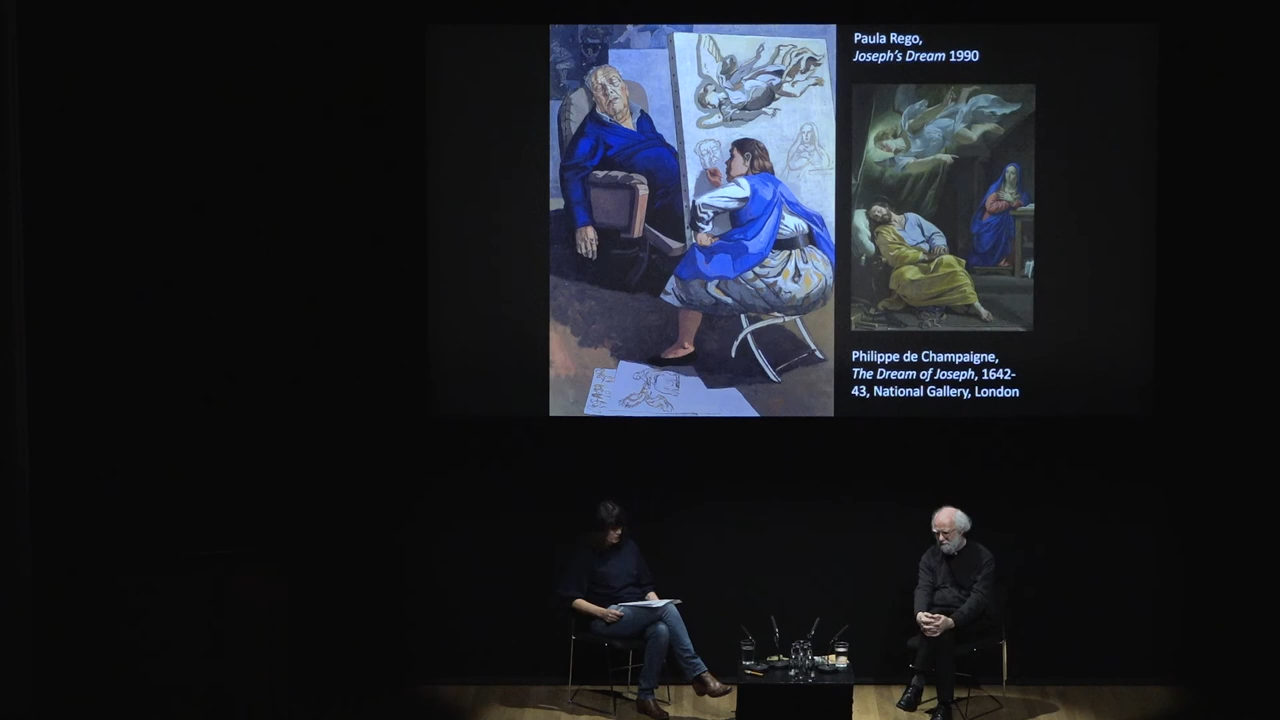 Paula Rego,
Joseph's Dream 1990
Philippe de Champaigne,
The Dream of Joseph, 1642-
43, National Gallery, London